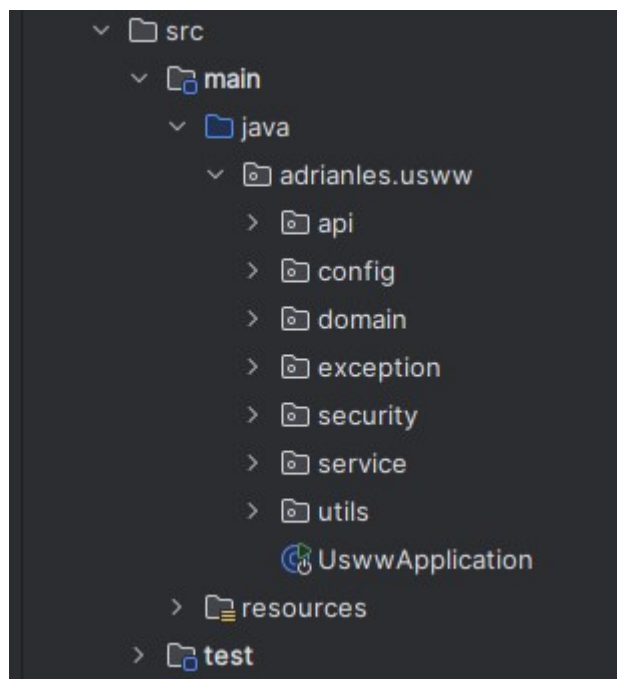 src
main
java
adrianles.usww
api
config
domain
exception
security
service
utils
UswwApplication
resources
test